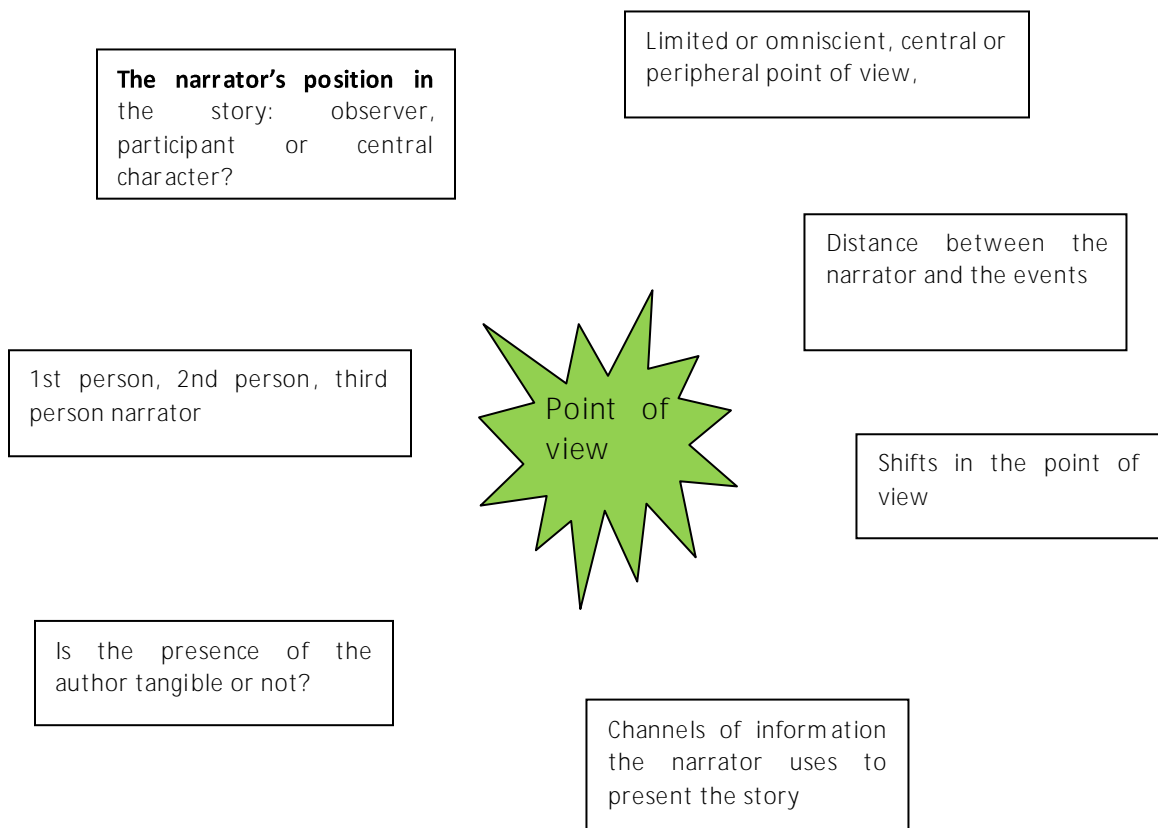 Limited or omniscient, central or
peripheral point of view,
The narrator’s position in
the story: observer,
participant or central
character?
Distance between the
narrator and the events
1st person, 2nd person, third
person narrator
Point of
view
Shifts in the point of
view
Is the presence of the
author tangible or not?
Channels of information
the narrator uses to
present the story